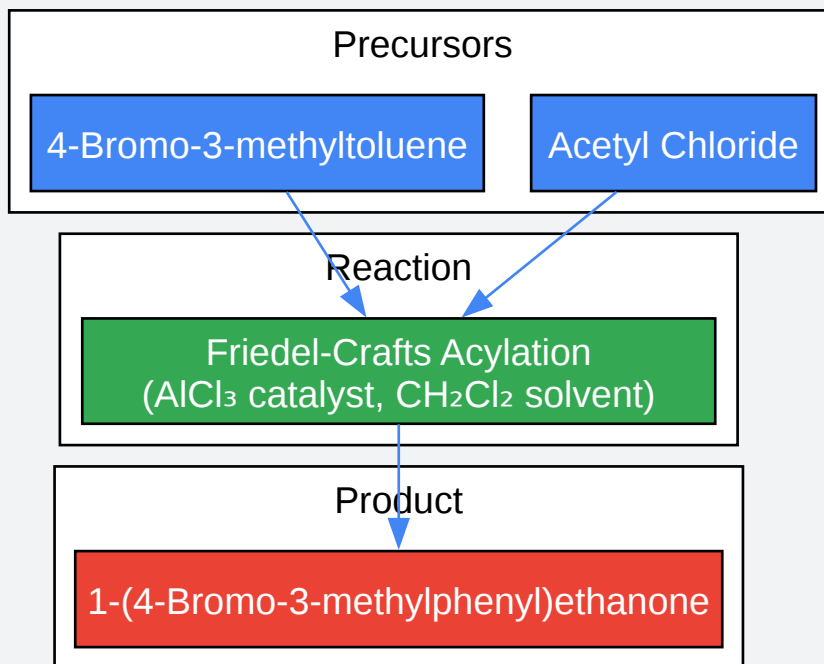 Precursors
4-Bromo-3-methyltoluene
Acetyl Chloride
Reaction
Friedel-Crafts Acylation
(AlCl₃ catalyst, CH₂Cl₂ solvent)
Product
1-(4-Bromo-3-methylphenyl)ethanone